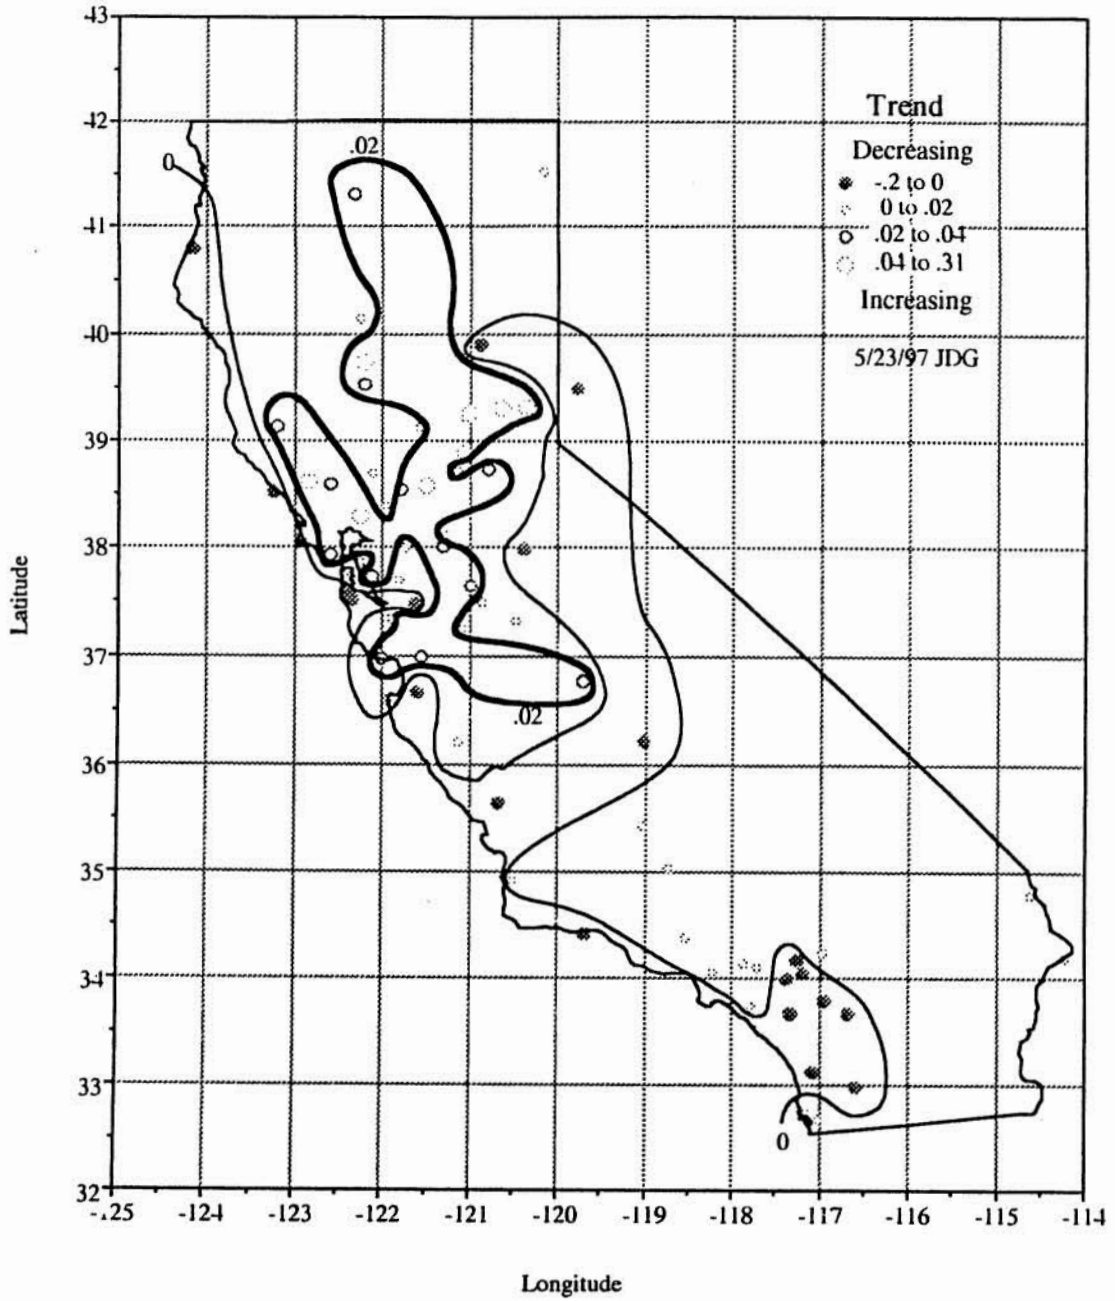 43
42
41
40
39
38
37
36
35
34
33
32
Latitude
-125
-124
-123
-122
-121
-120
-119
-118
-117
-116
-115
-114
Longitude
Trend
Decreasing
-.2 to 0
0 to .02
.02 to .04
.04 to .31
Increasing
5/23/97 JDG
0
.02
.02
0